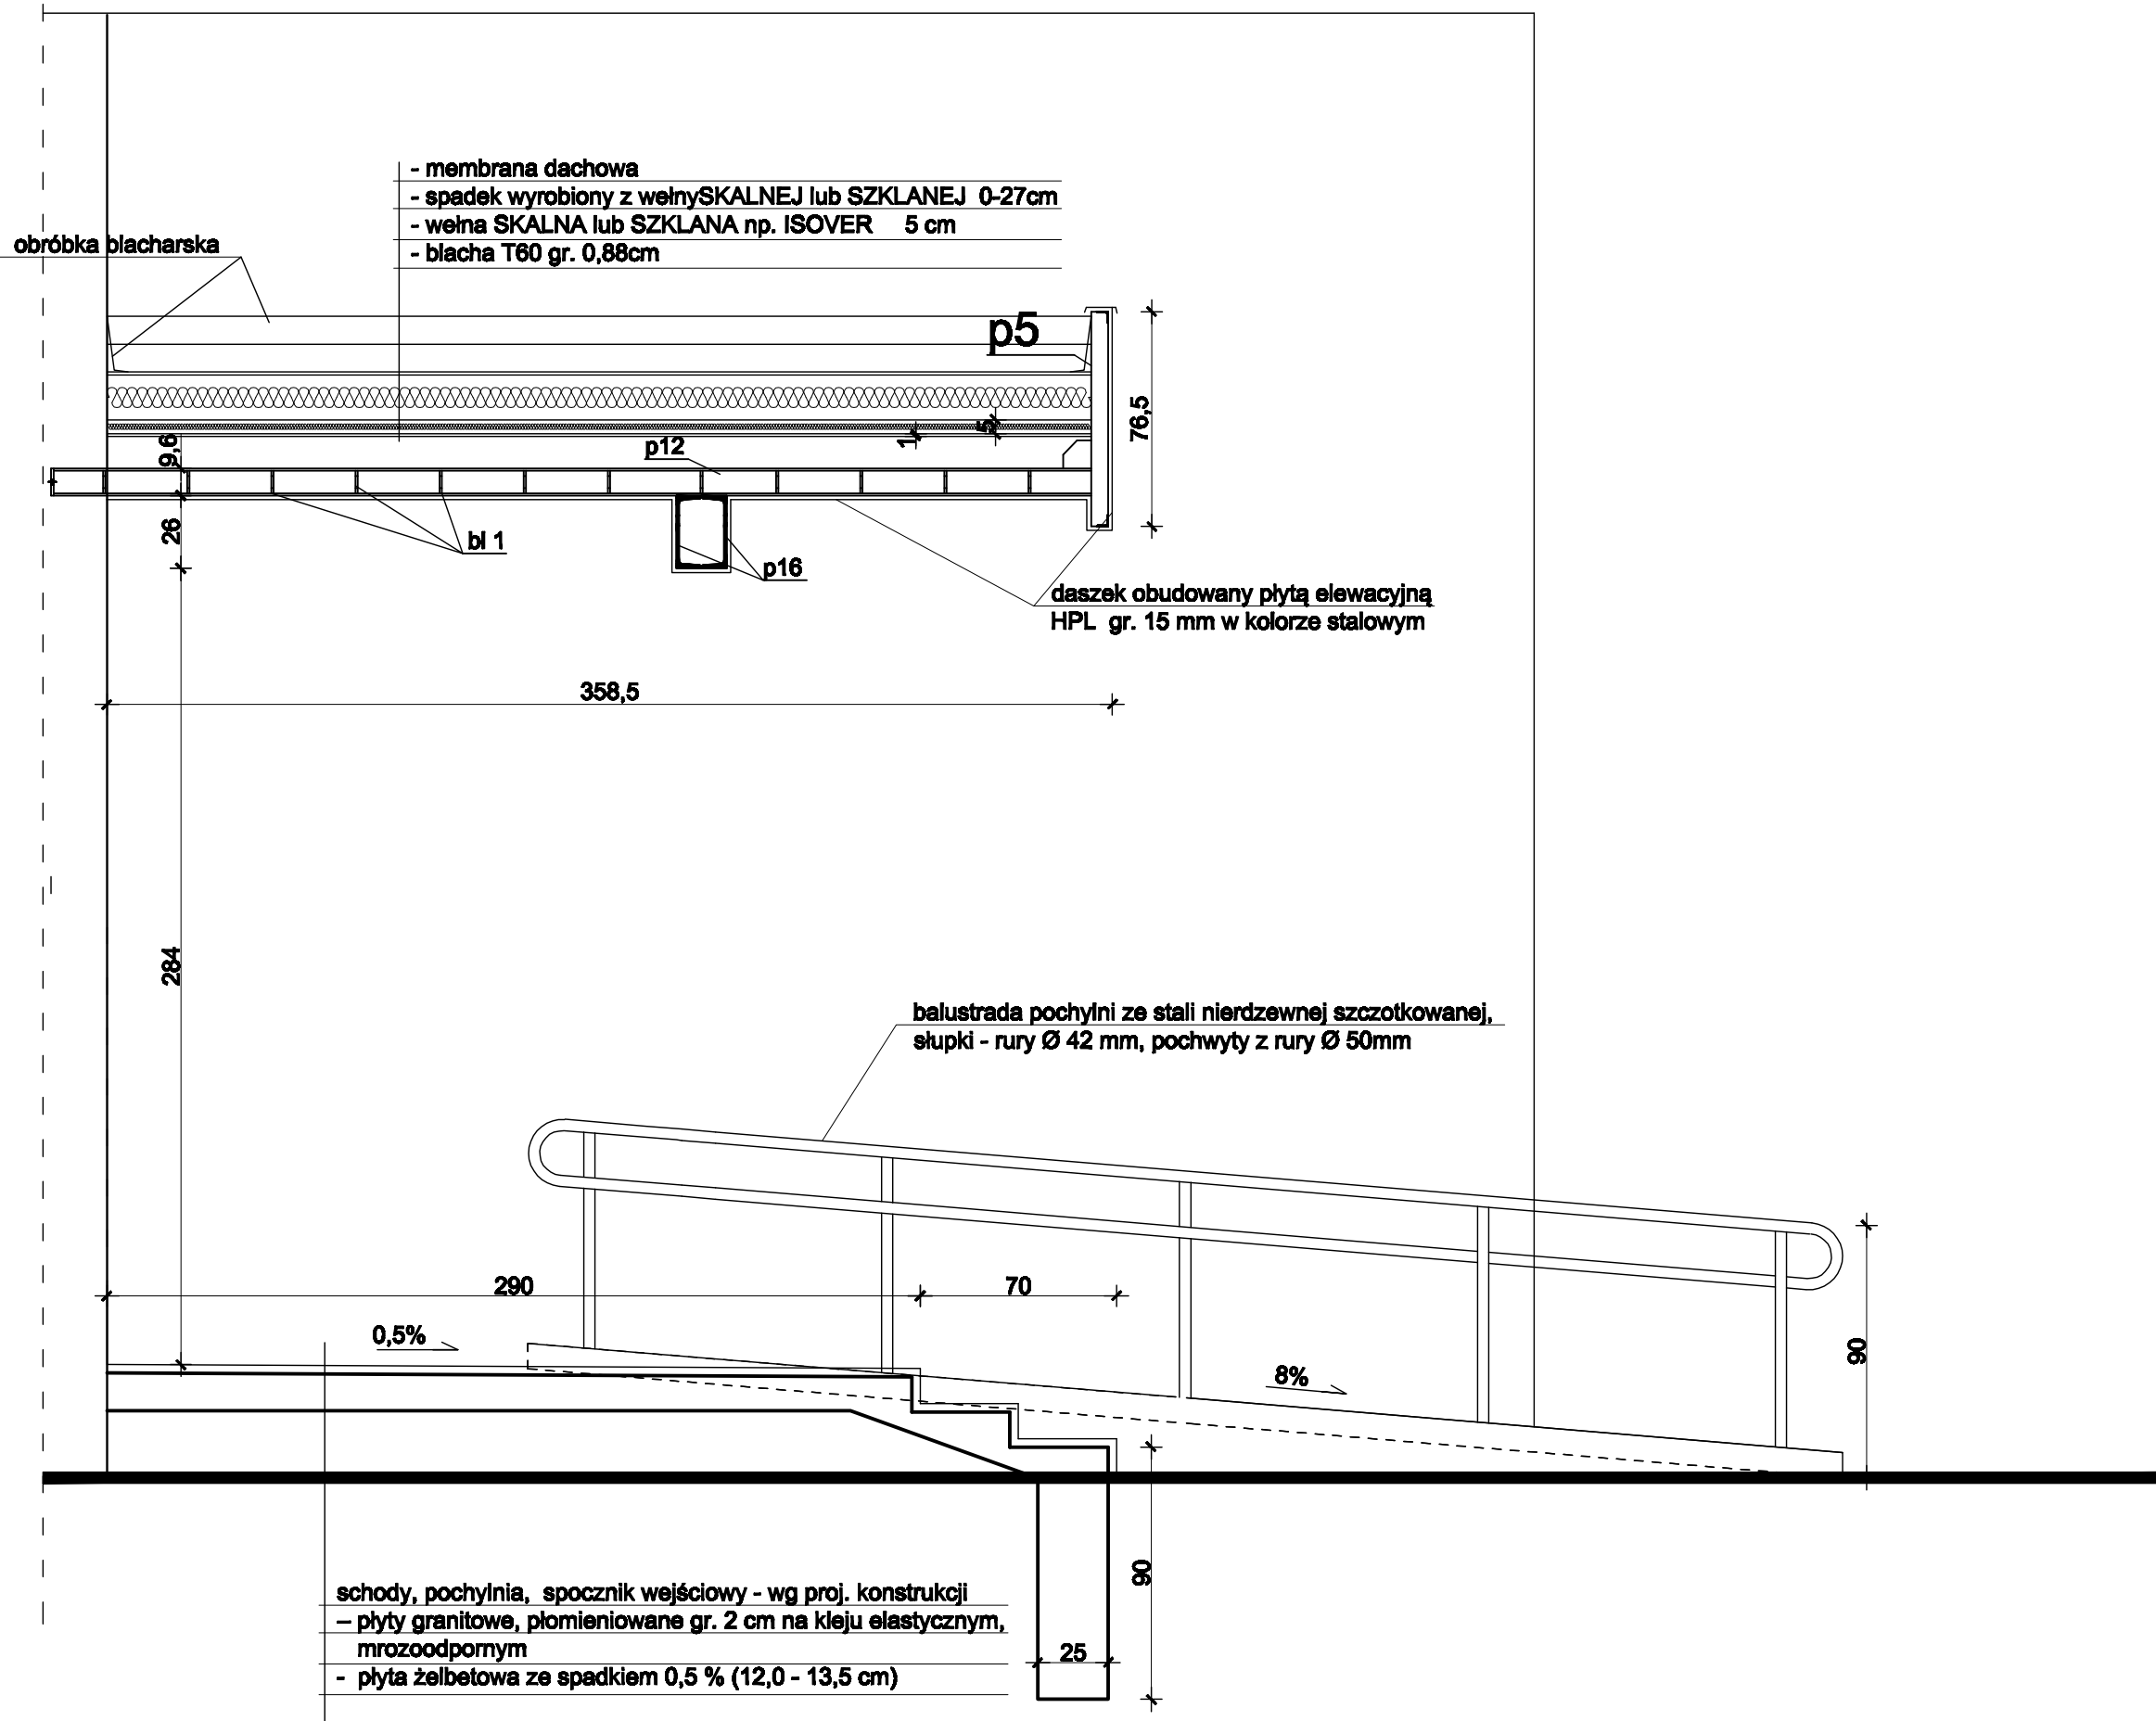 - membrana dachowa
- spadek wyrobiony z wełnySKALNEJ lub SZKLANEJ 0-27cm
- wełna SKALNA lub SZKLANA np. ISOVER 5 cm
- blacha T60 gr. 0,88cm
obróbka blacharska
p5
76,5
5
1
9,6
p12
26
bl 1
p16
daszek obudowany płytą elewacyjną
HPL gr. 15 mm w kolorze stalowym
358,5
284
balustrada pochylni ze stali nierdzewnej szczotkowanej,
słupki - rury Ø 42 mm, pochwyty z rury Ø 50mm
290
70
0,5%
8%
90
90
25
schody, pochylnia, spocznik wejściowy - wg proj. konstrukcji
– płyty granitowe, płomieniowane gr. 2 cm na kleju elastycznym,
mrozoodpornym
- płyta żelbetowa ze spadkiem 0,5 % (12,0 - 13,5 cm)